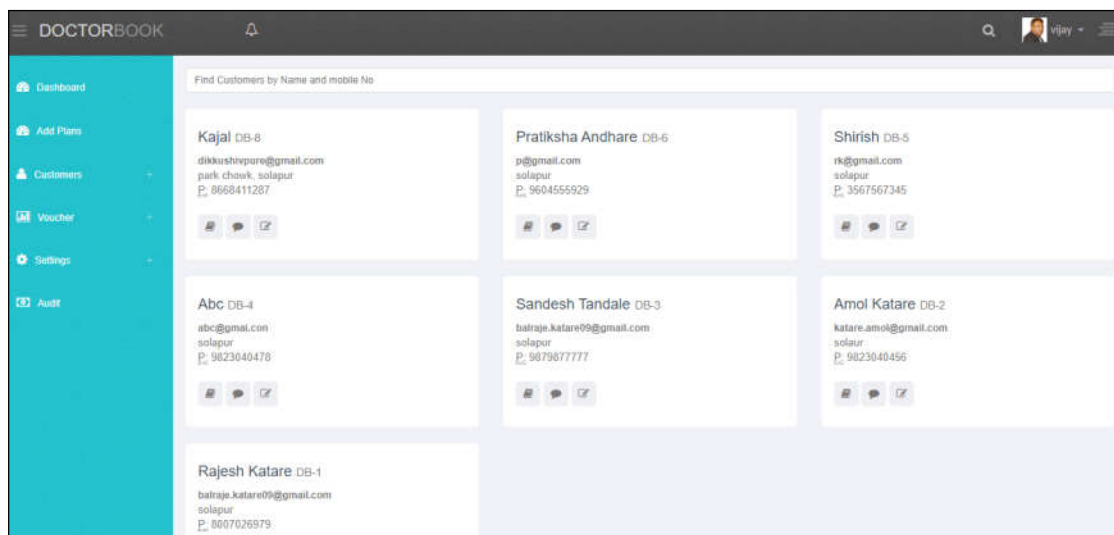 DOCTORBOOK
vijay
Dashboard
Add Plans
Customers +
Voucher +
Settings +
Audit
Find Customers by Name and mobile No
Kajal DB-8
dikkushivpure@gmail.com
park chowk, solapur
P: 8668411287
Pratiksha Andhare DB-6
p@gmail.com
solapur
P: 9604555929
Shirish DB-5
rk@gmail.com
solapur
P: 3567567345
Abc DB-4
abc@gmai.con
solapur
P: 9823040478
Sandesh Tandale DB-3
balraje.katare09@gmail.com
solapur
P: 9879877777
Amol Katare DB-2
katare.amol@gmail.com
solaur
P: 9823040456
Rajesh Katare DB-1
balraje.katare09@gmail.com
solapur
P: 8007026979